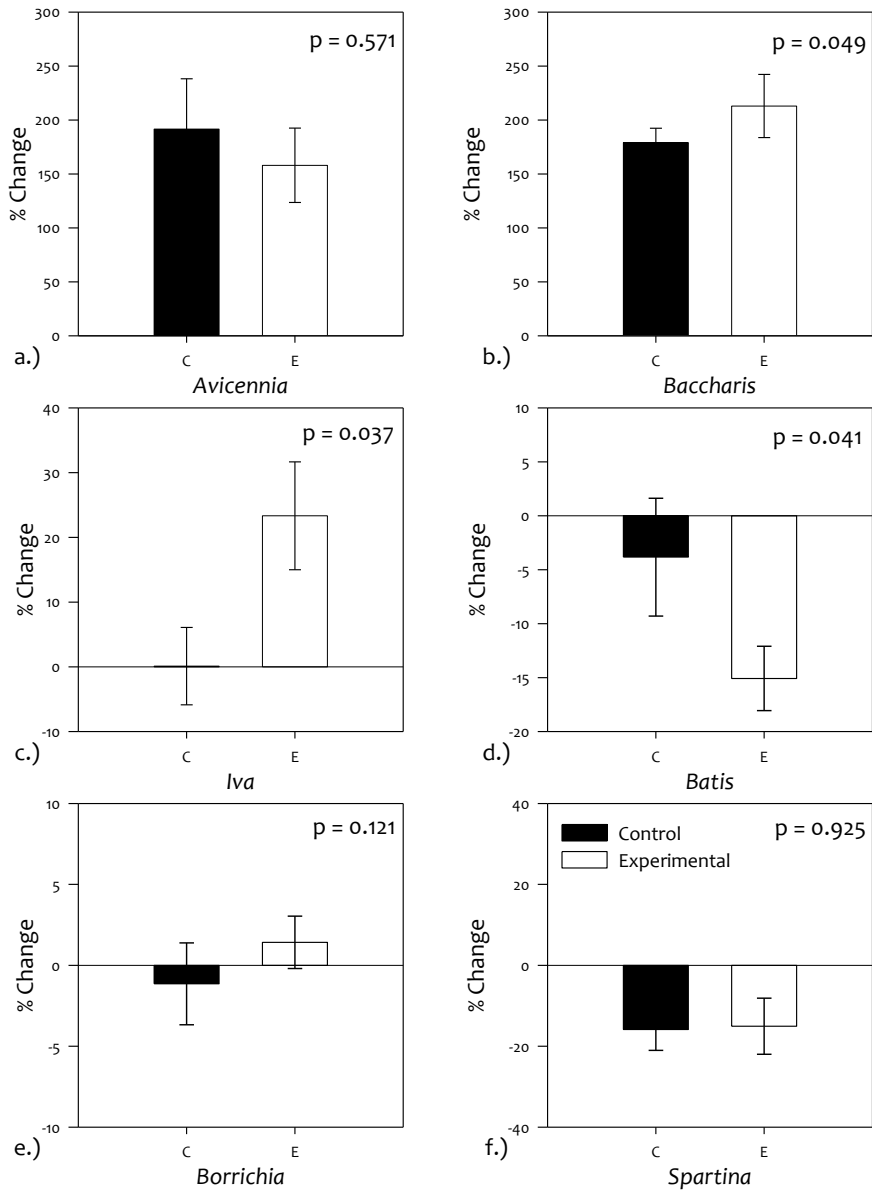 300
250
200
150
100
50
0
% Change
p = 0.571
C
E
a.)
Avicennia
300
250
200
150
100
50
0
% Change
p = 0.049
C
E
b.)
Baccharis
40
30
20
10
0
-10
% Change
p = 0.037
C
E
c.)
Iva
10
5
0
-5
-10
-15
-20
% Change
p = 0.041
C
E
d.)
Batis
10
5
0
-5
-10
% Change
p = 0.121
C
E
e.)
Borrichia
40
20
0
-20
-40
% Change
Control
Experimental
p = 0.925
C
E
f.)
Spartina